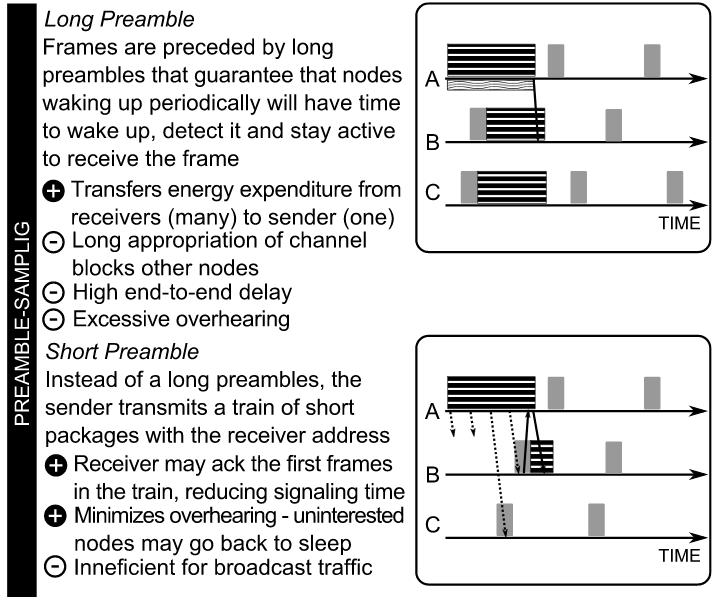 PREAMBLE-SAMPLIG
Long Preamble
Frames are preceded by long
preambles that guarantee that nodes
waking up periodically will have time
to wake up, detect it and stay active
to receive the frame
+ Transfers energy expenditure from
receivers (many) to sender (one)
- Long appropriation of channel
blocks other nodes
- High end-to-end delay
- Excessive overhearing
A
B
C
TIME
Short Preamble
Instead of a long preambles, the
sender transmits a train of short
packages with the receiver address
+ Receiver may ack the first frames
in the train, reducing signaling time
+ Minimizes overhearing - uninterested
nodes may go back to sleep
- Inneficient for broadcast traffic
A
B
C
TIME